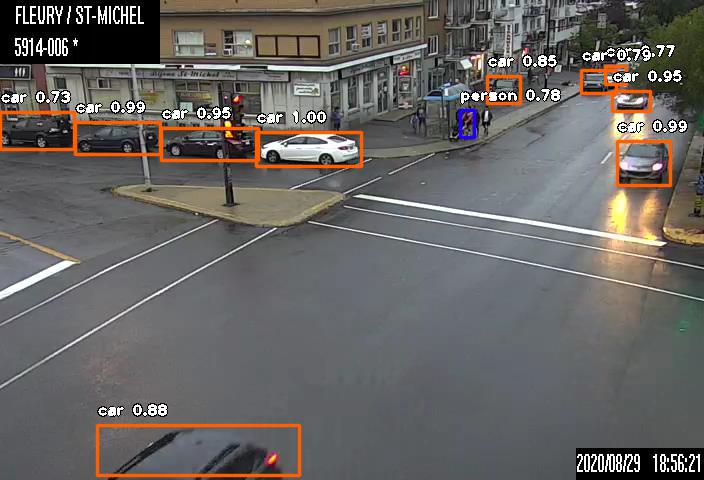 FLEURY / ST-MICHEL
5914-006 *
car 0.77
car 0.79
car 0.85
car 0.95
person 0.78
car 0.73
car 0.99
car 0.95
car 1.00
car 0.99
car 0.88
2020/08/29 18:56:21